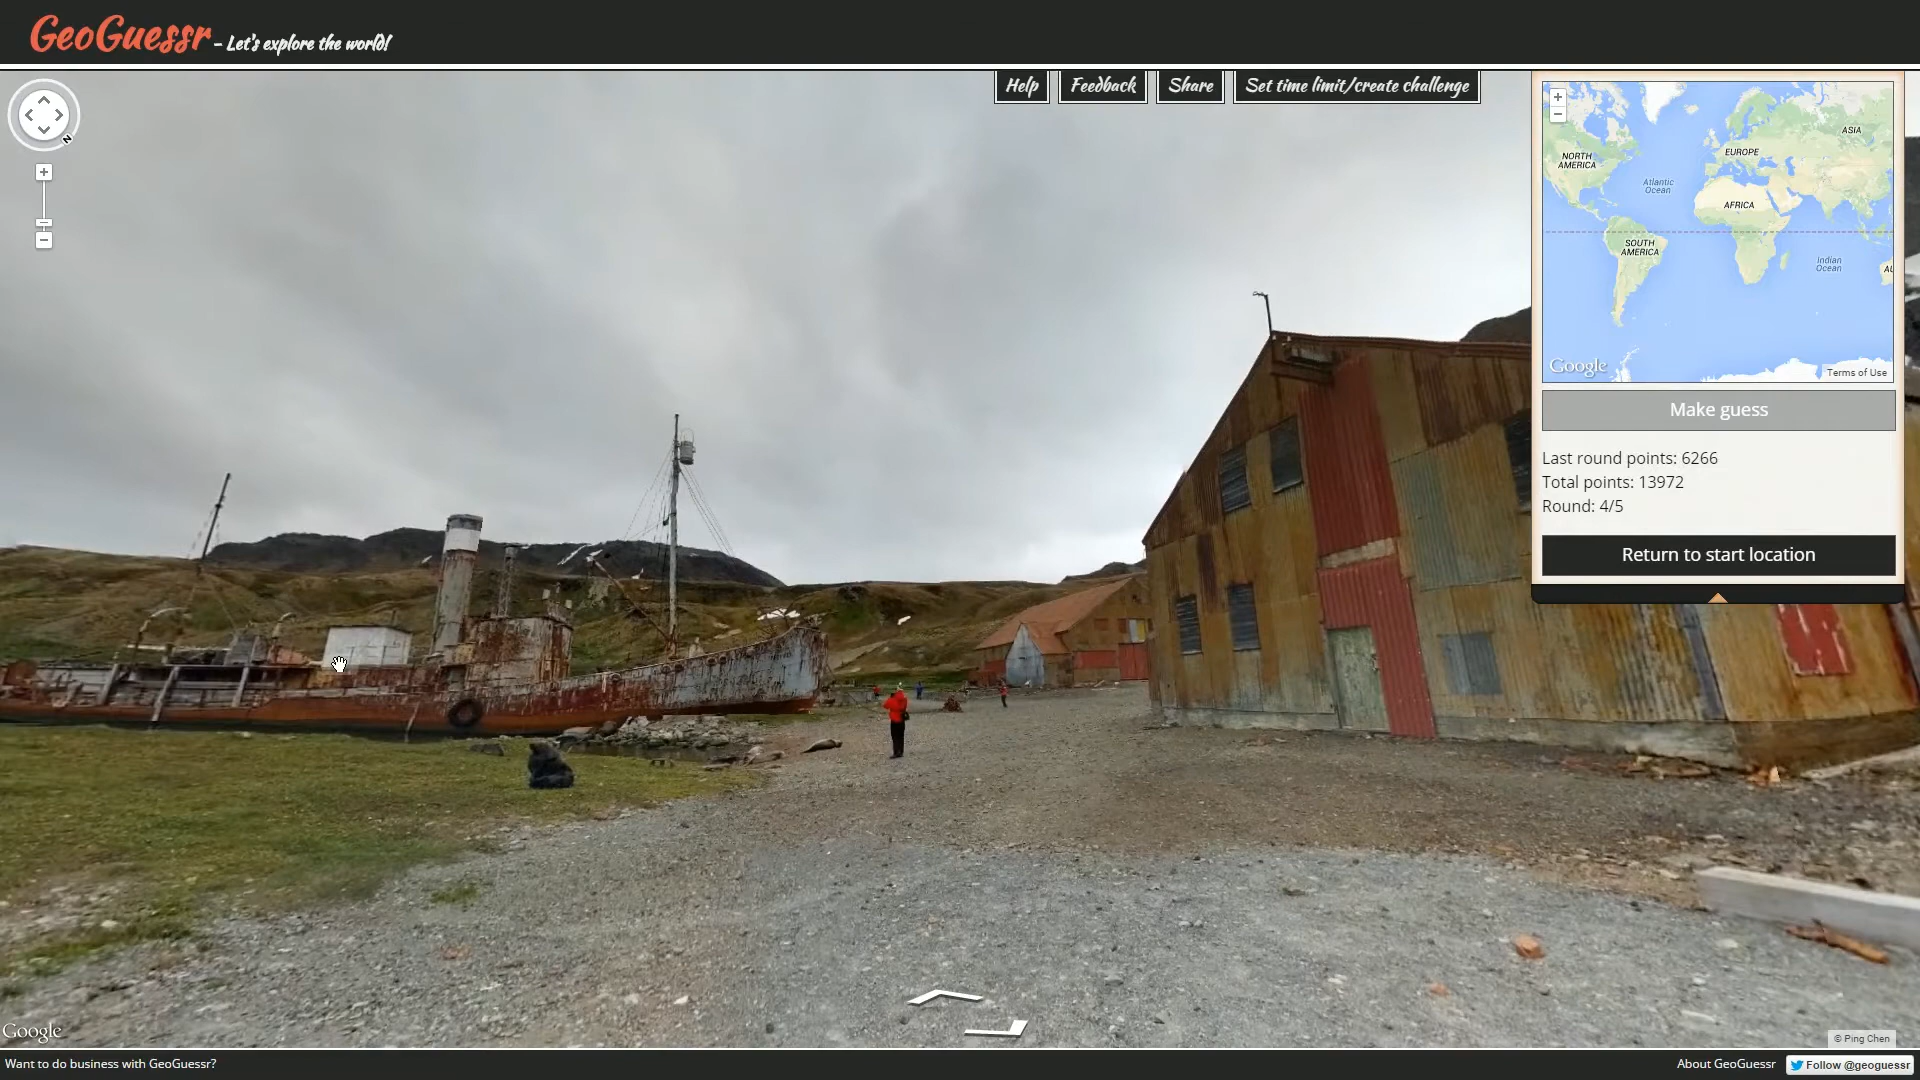 GeoGuessr - Let's explore the world!
Help
Feedback
Share
Set time limit/create challenge
N
ASIA
NORTH
AMERICA
EUROPE
Atlantic
Ocean
AFRICA
SOUTH
AMERICA
Indian
Ocean
AU
Google
Terms of Use
Make guess
Last round points: 6266
Total points: 13972
Round: 4/5
Return to start location
Google
© Ping Chen
Want to do business with GeoGuessr?
About GeoGuessr
Follow @geoguessr